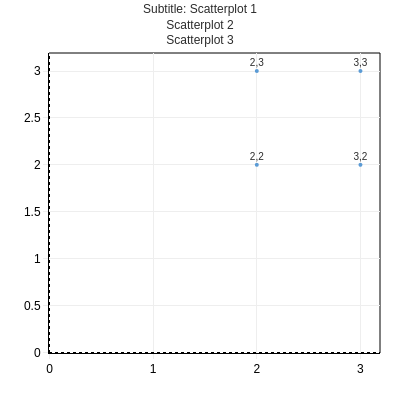 Subtitle: Scatterplot 1
Scatterplot 2
Scatterplot 3
2,3 3,3
3
2.5
2,2 3,2
2
1.5
1
0.5
0
0 1 2 3